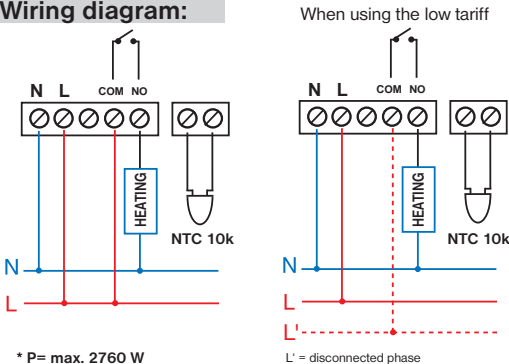 Wiring diagram:
When using the low tariff
N L COM NO
HEATING
NTC 10k
N
L
* P= max. 2760 W
N L COM NO
HEATING
NTC 10k
N
L
L'
L' = disconnected phase